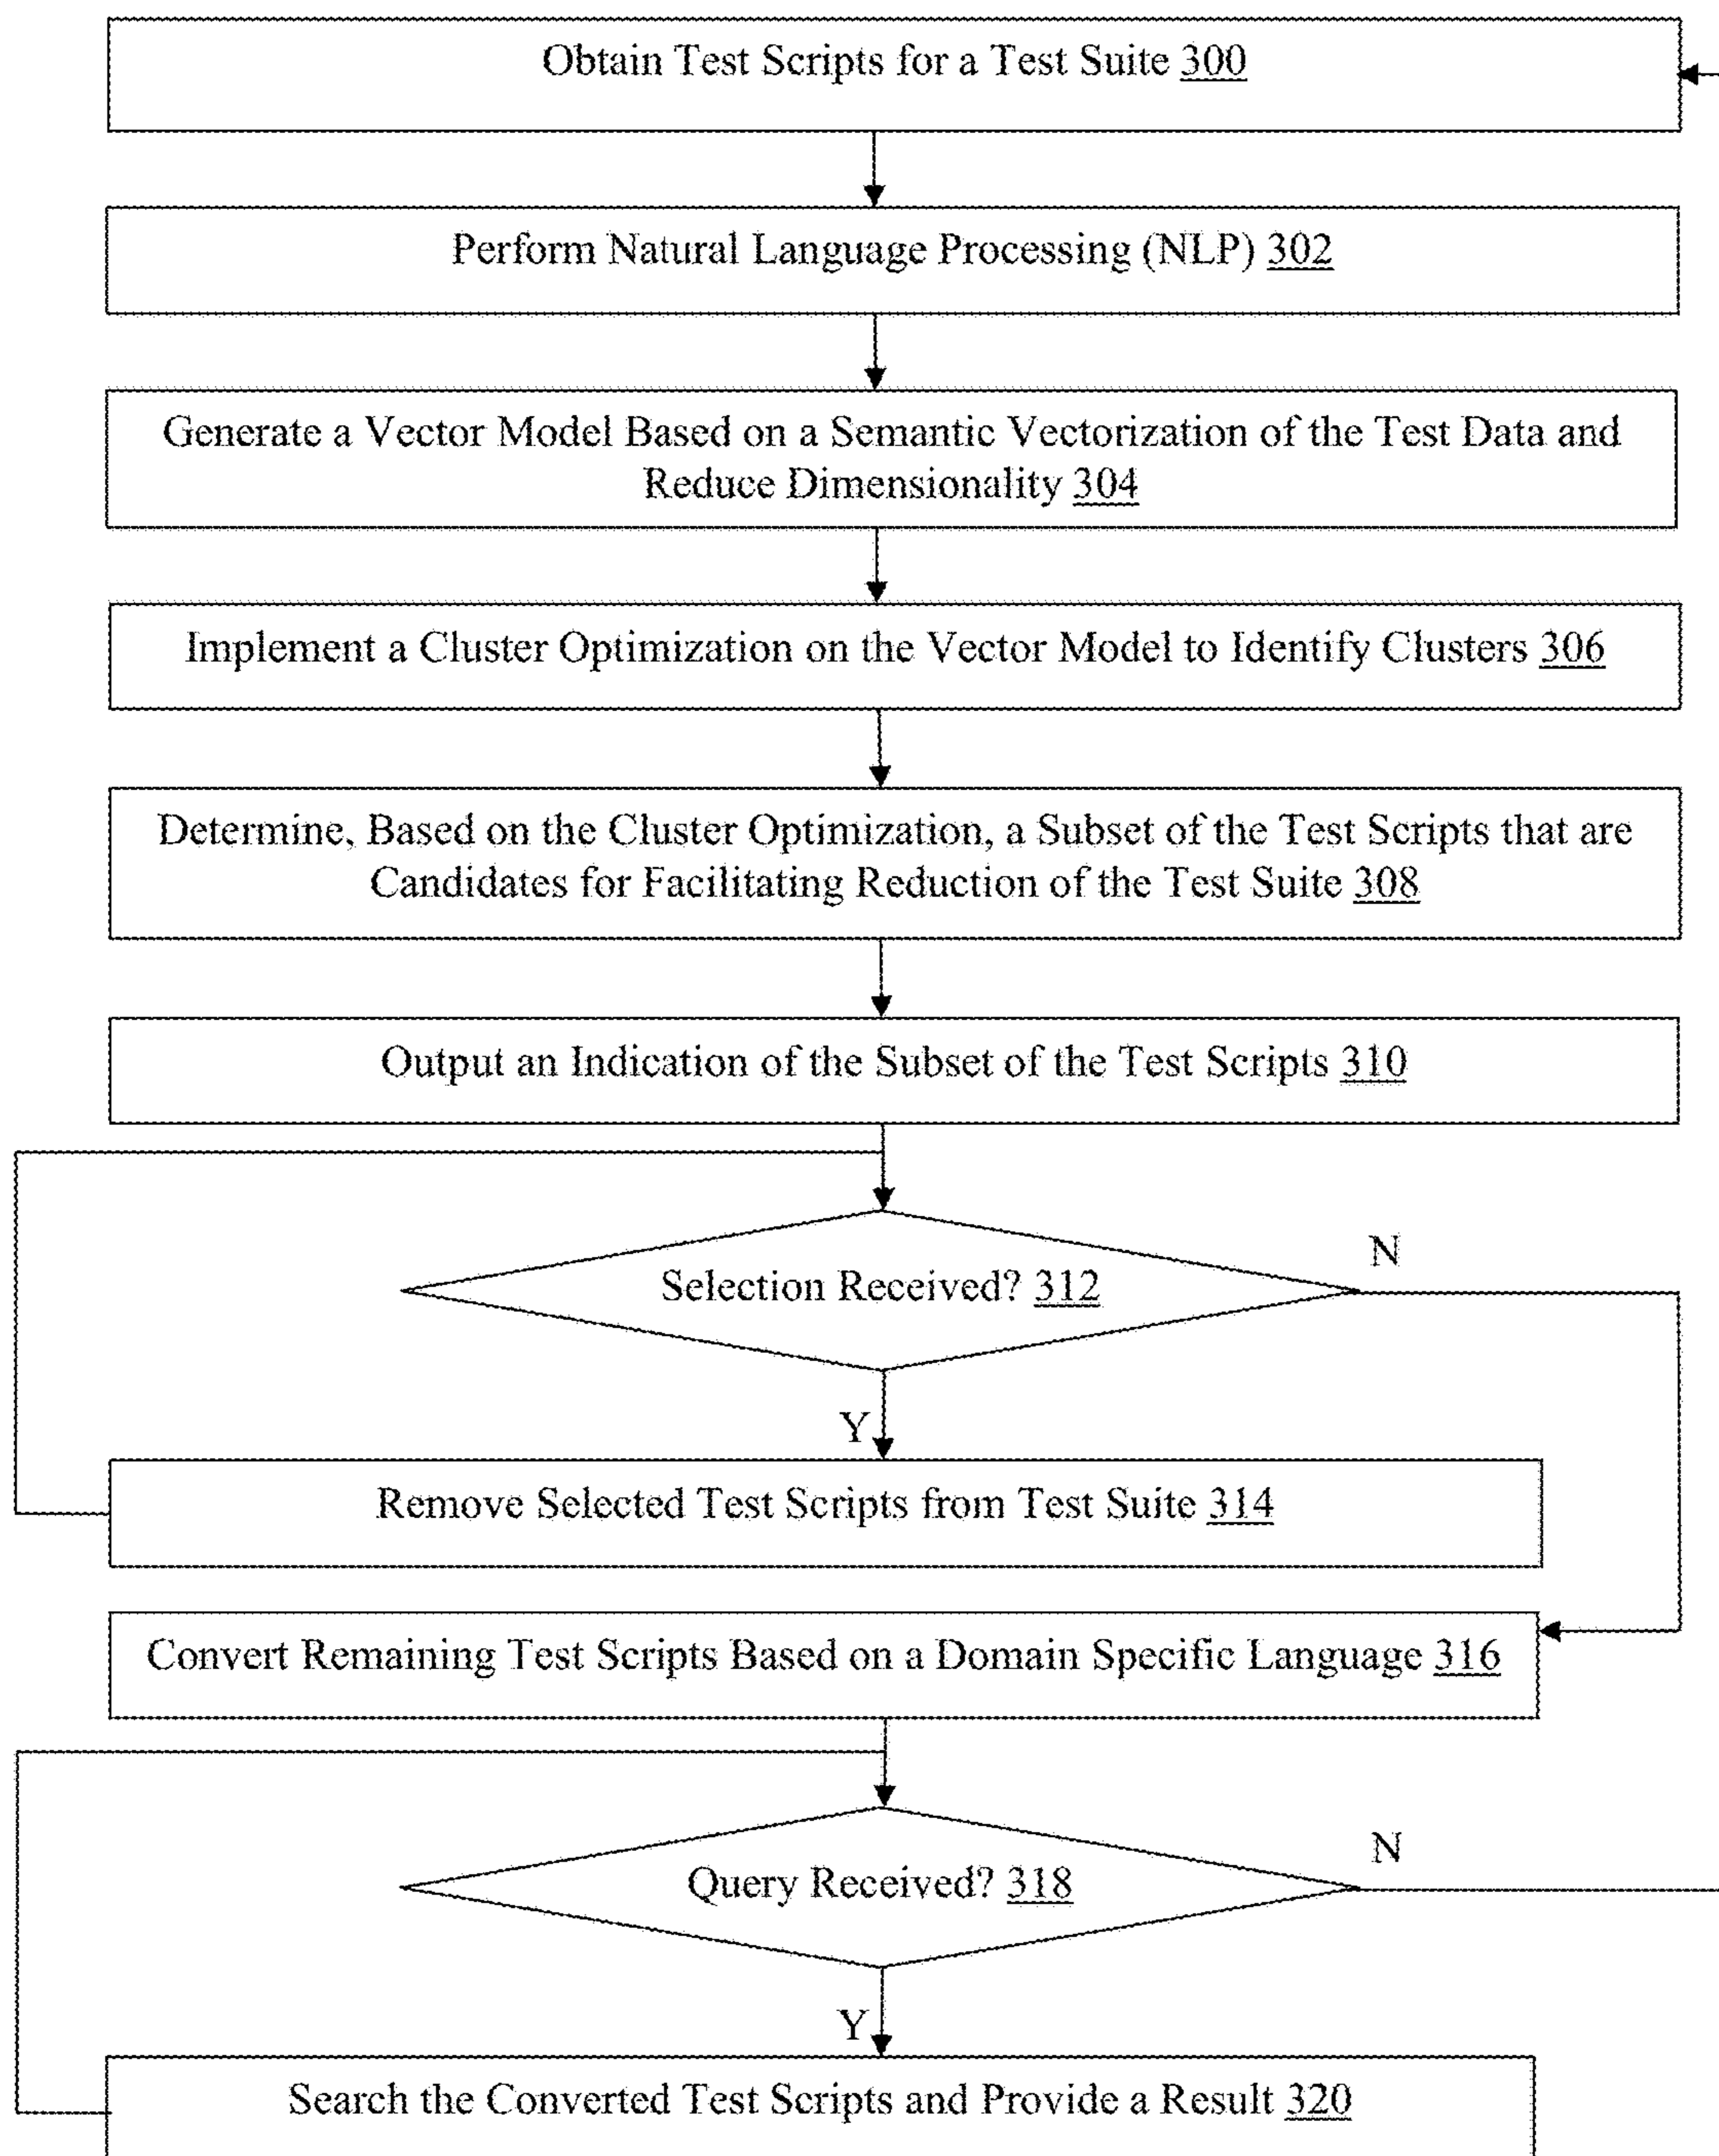 Obtain Test Scripts for a Test Suite 300
Perform Natural Language Processing (NLP) 302
Generate a Vector Model Based on a Semantic Vectorization of the Test Data and
Reduce Dimensionality 304
Implement a Cluster Optimization on the Vector Model to Identify Clusters 306
Determine, Based on the Cluster Optimization, a Subset of the Test Scripts that are
Candidates for Facilitating Reduction of the Test Suite 308
Output an Indication of the Subset of the Test Scripts 310
N
Selection Received? 312
Y
Remove Selected Test Scripts from Test Suite 314
Convert Remaining Test Scripts Based on a Domain Specific Language 316
N
Query Received? 318
Y
Search the Converted Test Scripts and Provide a Result 320